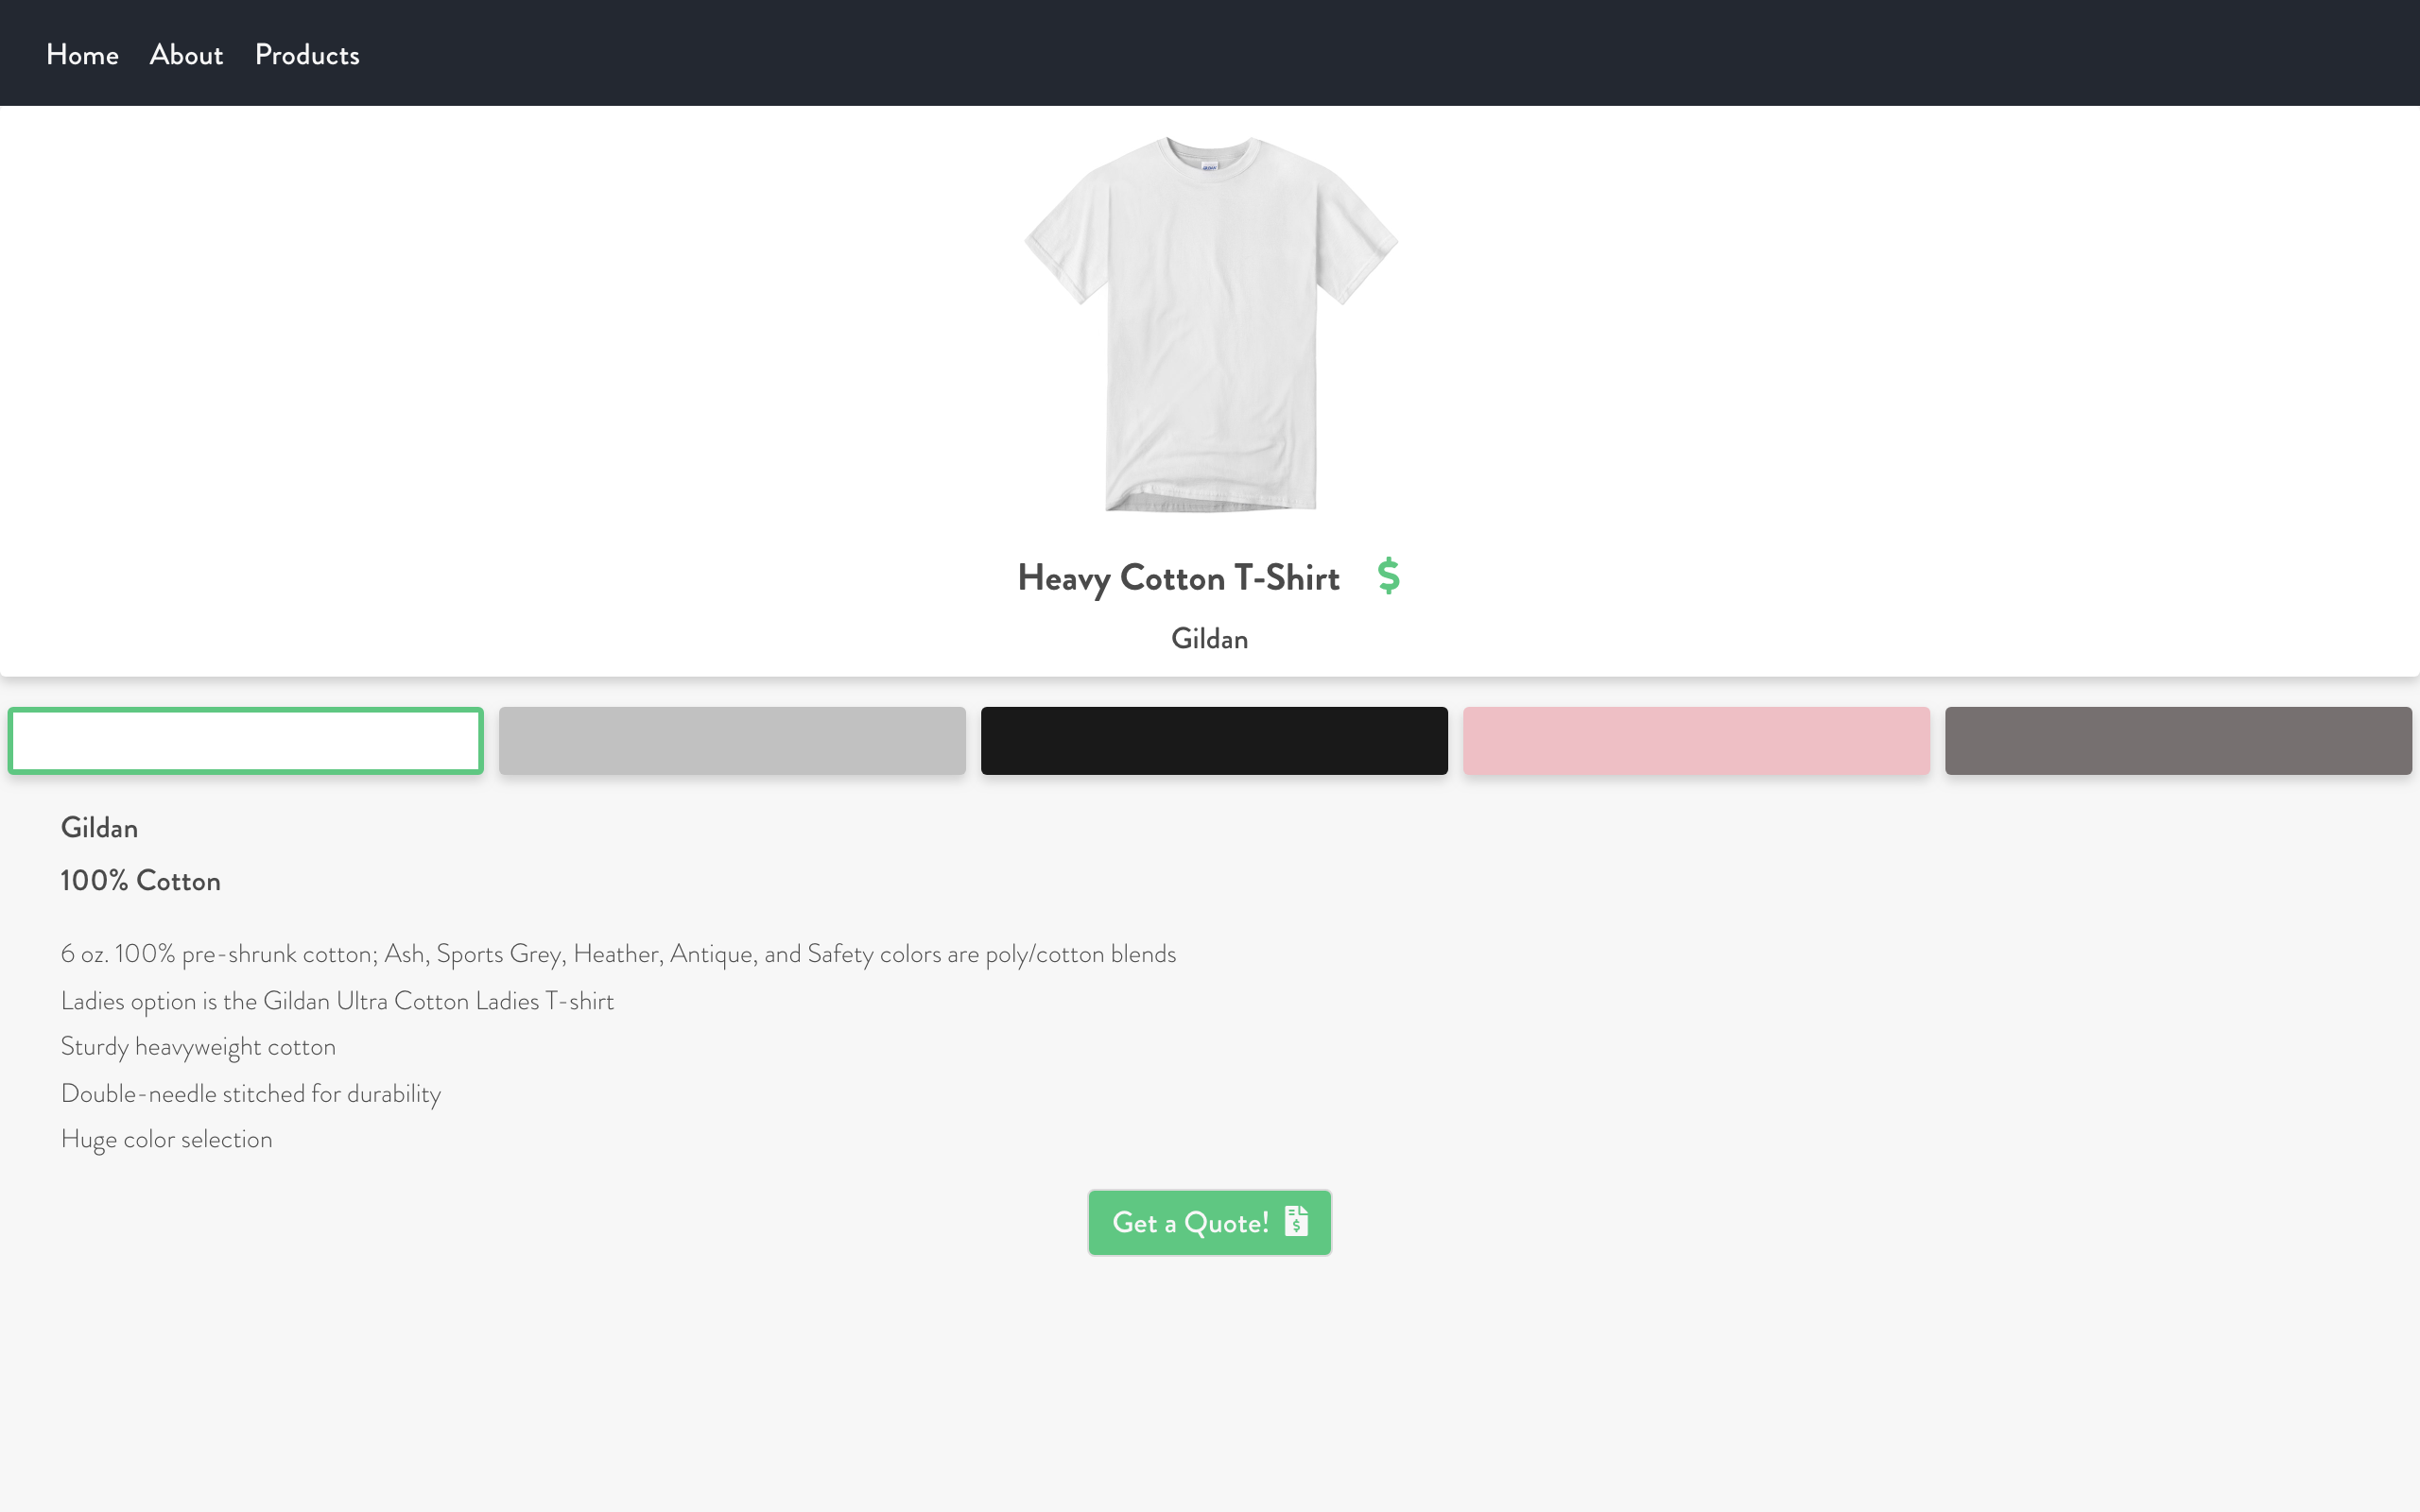 Home About Products
Heavy Cotton T-Shirt $
Gildan
Gildan
100% Cotton
6 oz. 100% pre-shrunk cotton; Ash, Sports Grey, Heather, Antique, and Safety colors are poly/cotton blends
Ladies option is the Gildan Ultra Cotton Ladies T-shirt
Sturdy heavyweight cotton
Double-needle stitched for durability
Huge color selection
Get a Quote! $